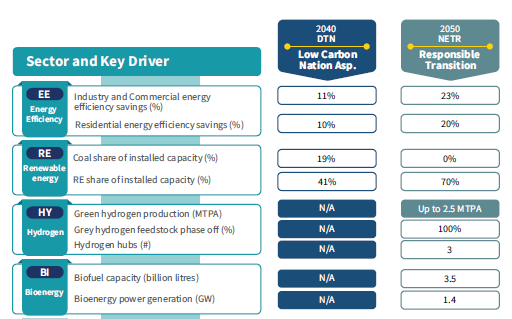 2040
DTN
Low Carbon
Nation Asp.
2050
NETR
Responsible
Transition
Sector and Key Driver
EE
Energy
Efficiency
Industry and Commercial energy
efficiency savings (%)
11%
23%
Residential energy efficiency savings (%)
10%
20%
RE
Renewable
energy
Coal share of installed capacity (%)
19%
0%
RE share of installed capacity (%)
41%
70%
HY
Hydrogen
Green hydrogen production (MTPA)
N/A
Up to 2.5 MTPA
Grey hydrogen feedstock phase off (%)
N/A
100%
Hydrogen hubs (#)
N/A
3
BI
Bioenergy
Biofuel capacity (billion litres)
N/A
3.5
Bioenergy power generation (GW)
N/A
1.4